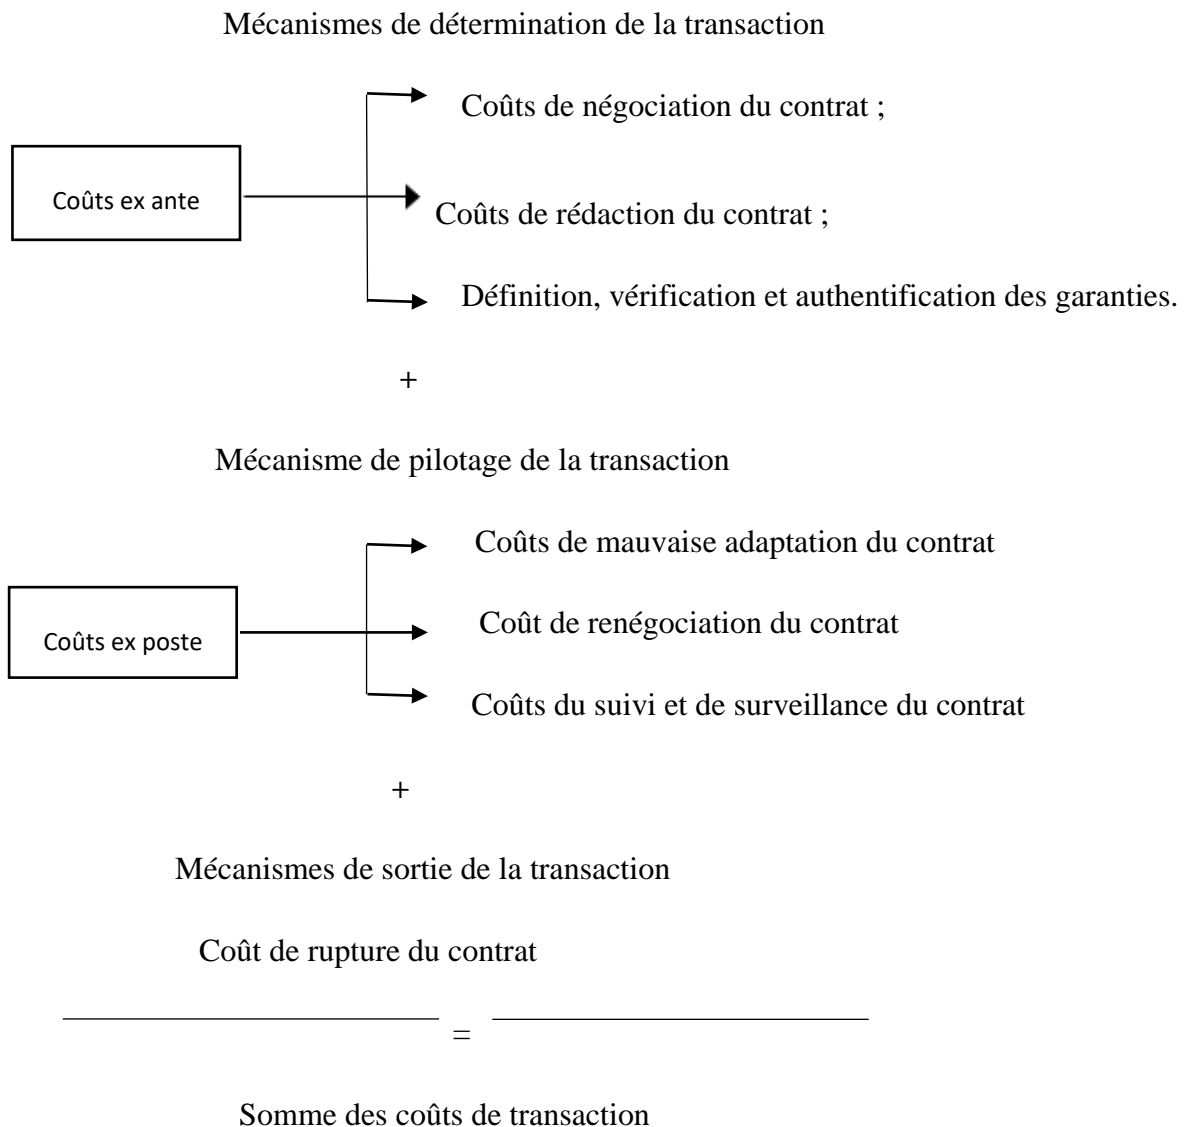 Mécanismes de détermination de la transaction
Coûts de négociation du contrat ;
Coûts ex ante
Coûts de rédaction du contrat ;
Définition, vérification et authentification des garanties.
+
Mécanisme de pilotage de la transaction
Coûts de mauvaise adaptation du contrat
Coûts ex poste
Coût de renégociation du contrat
Coûts du suivi et de surveillance du contrat
+
Mécanismes de sortie de la transaction
Coût de rupture du contrat
=
Somme des coûts de transaction